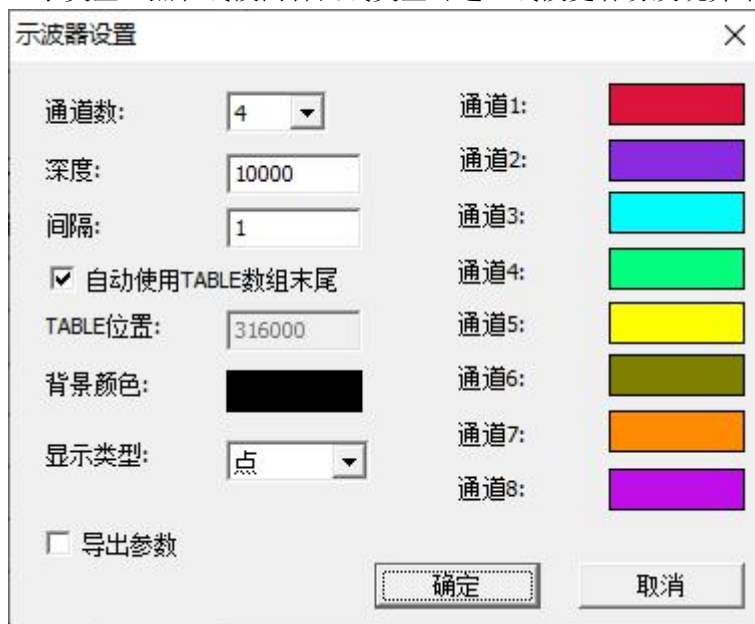 示波器设置
通道数:
4
深度:
10000
间隔:
1
自动使用TABLE数组末尾
TABLE位置:
316000
背景颜色:
显示类型:
点
导出参数
通道1:
通道2:
通道3:
通道4:
通道5:
通道6:
通道7:
通道8:
确定
取消